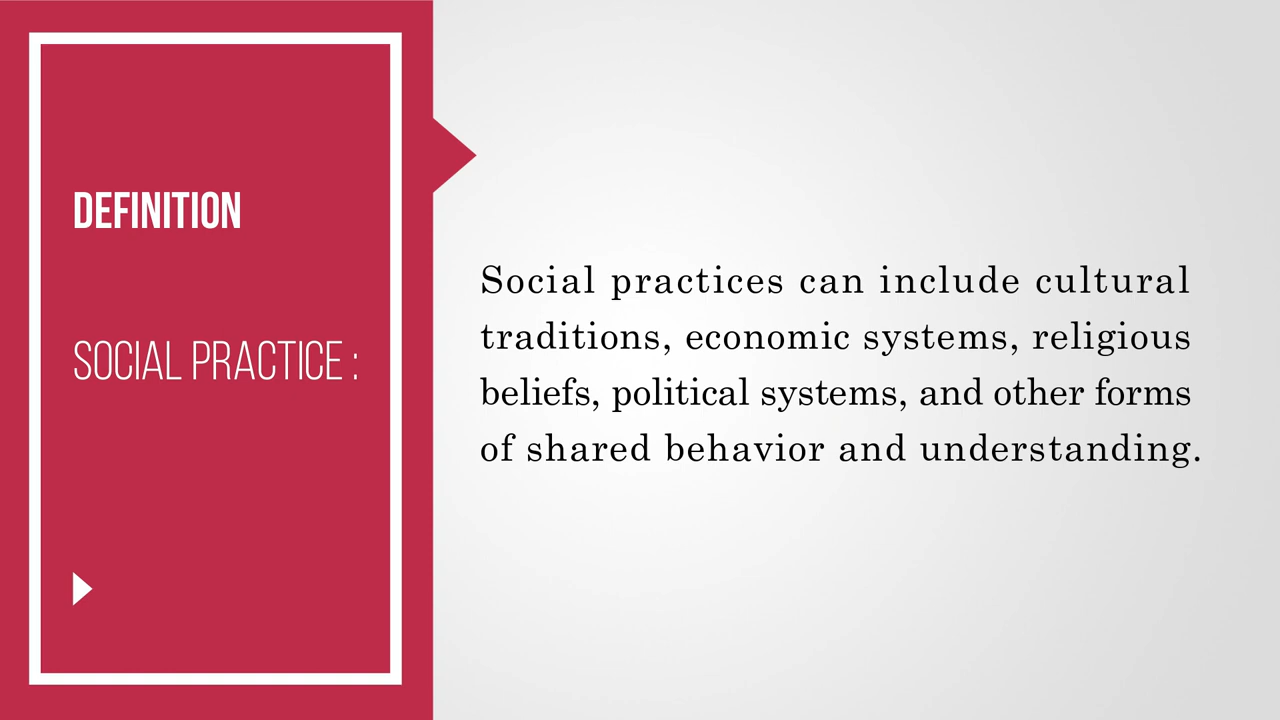 DEFINITION
SOCIAL PRACTICE :
Social practices can include cultural
traditions, economic systems, religious
beliefs, political systems, and other forms
of shared behavior and understanding.